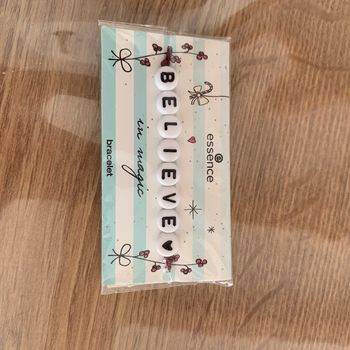 essence
BELIEVE
in magic
bracelet